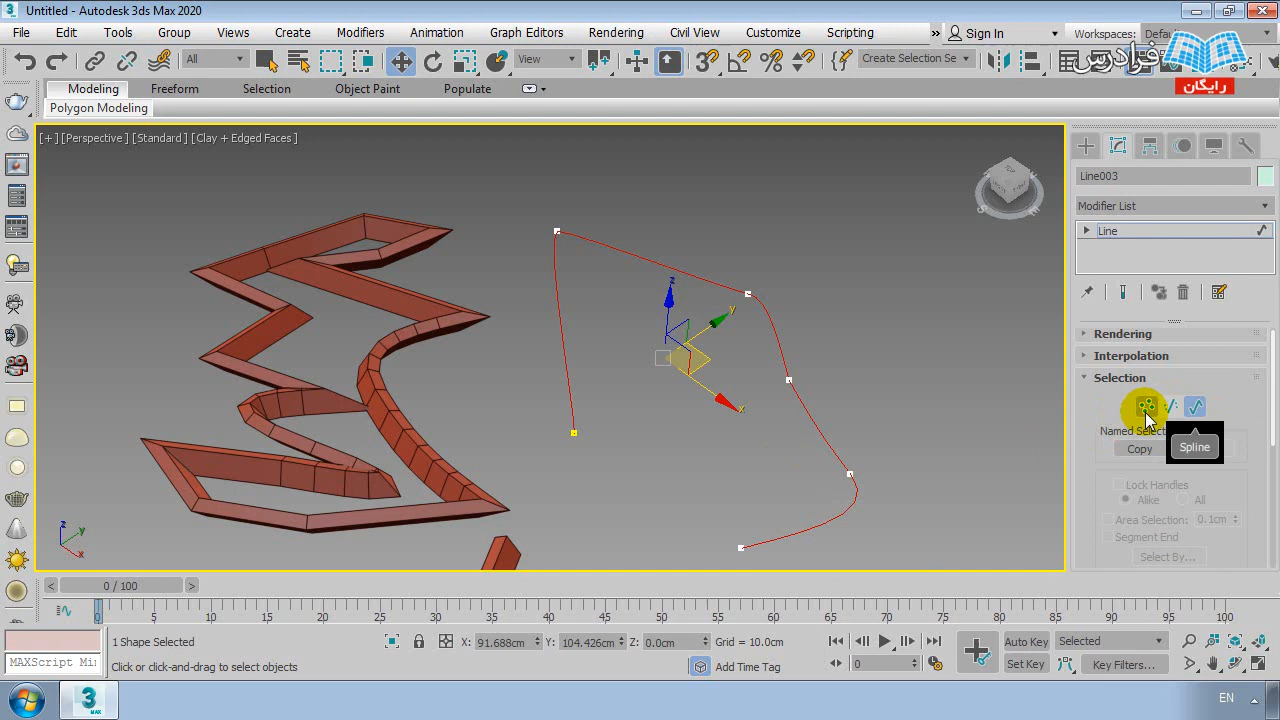 Untitled - Autodesk 3ds Max 2020
File Edit Tools Group Views Create Modifiers Animation Graph Editors Rendering Civil View Customize Scripting » Sign In Workspaces: Defa
All View Create Selection Se
فرادرس
رایگان
Modeling Freeform Selection Object Paint Populate
Polygon Modeling
[+] [Perspective] [Standard] [Clay + Edged Faces]
Line003
Modifier List
Line
z
y
x
Rendering
Interpolation
Selection
Named Select
Spline
Copy
Lock Handles
Alike All
Area Selection: 0.1cm
Segment End
Select By...
z
y
x
< 0 / 100 >
0 5 10 15 20 25 30 35 40 45 50 55 60 65 70 75 80 85 90 95 100
1 Shape Selected X: 91.688cm Y: 104.426cm Z: 0.0cm Grid = 10.0cm Auto Key Selected
MAXScript Mi Click or click-and-drag to select objects Add Time Tag 0 Set Key Key Filters...
3 MAX EN